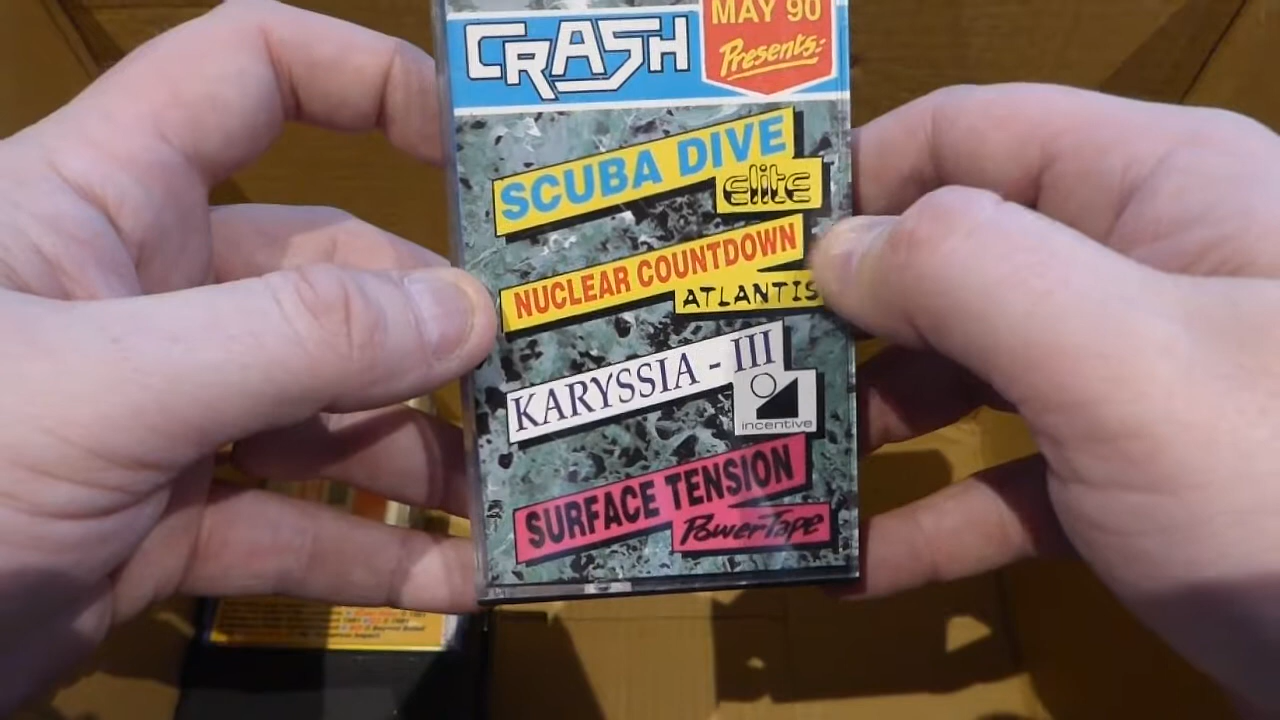 CRASH
MAY 90
Presents:-
SCUBA DIVE
elite
NUCLEAR COUNTDOWN
ATLANTIS
KARYSSIA - III
incentive
SURFACE TENSION
PowerTape